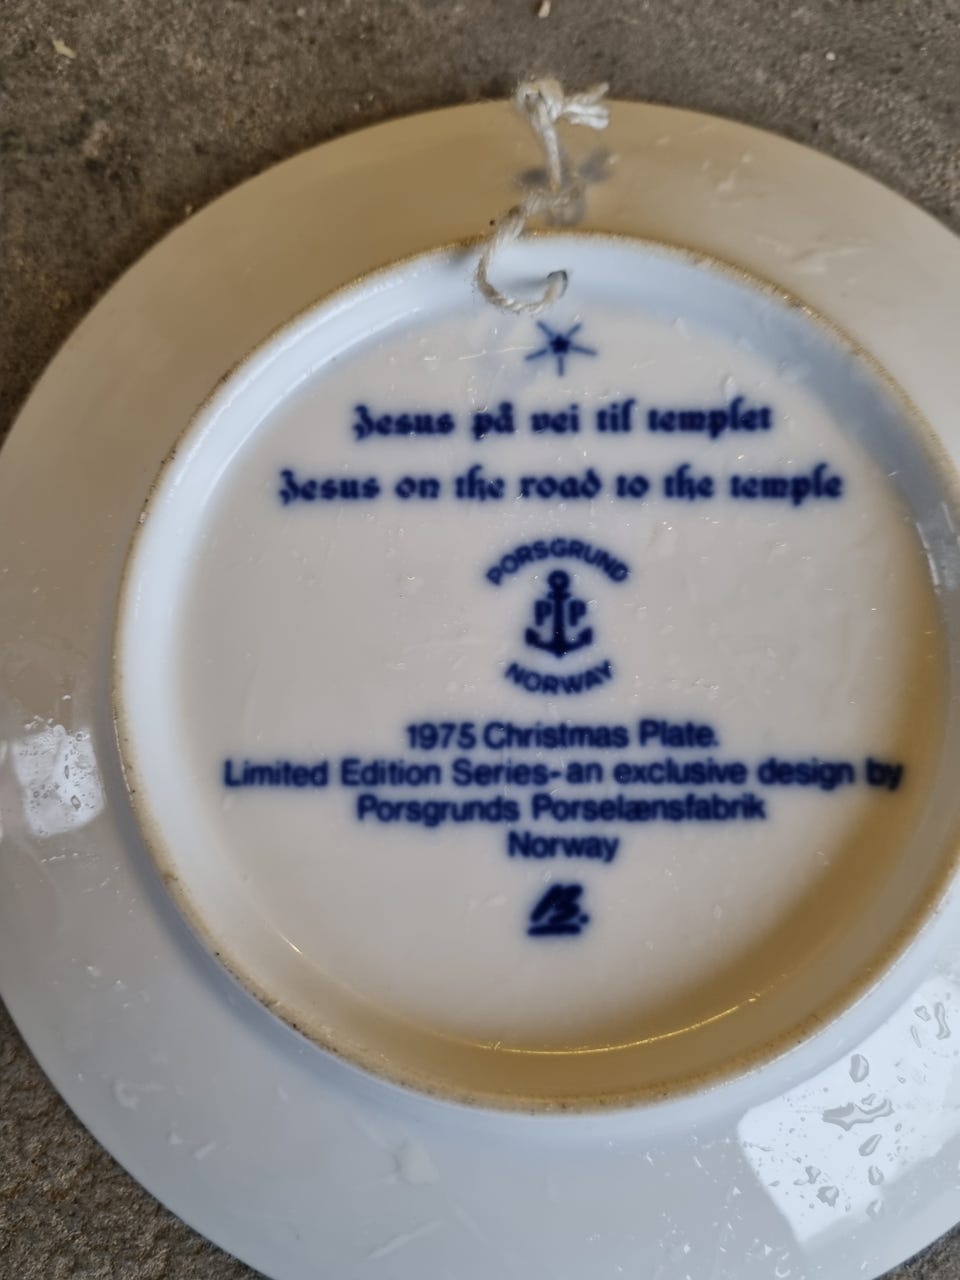 Jesus på vei til templet
Jesus on the road to the temple
PORSGRUND
P P
NORWAY
1975 Christmas Plate.
Limited Edition Series-an exclusive design by
Porsgrunds Porselænsfabrik
Norway